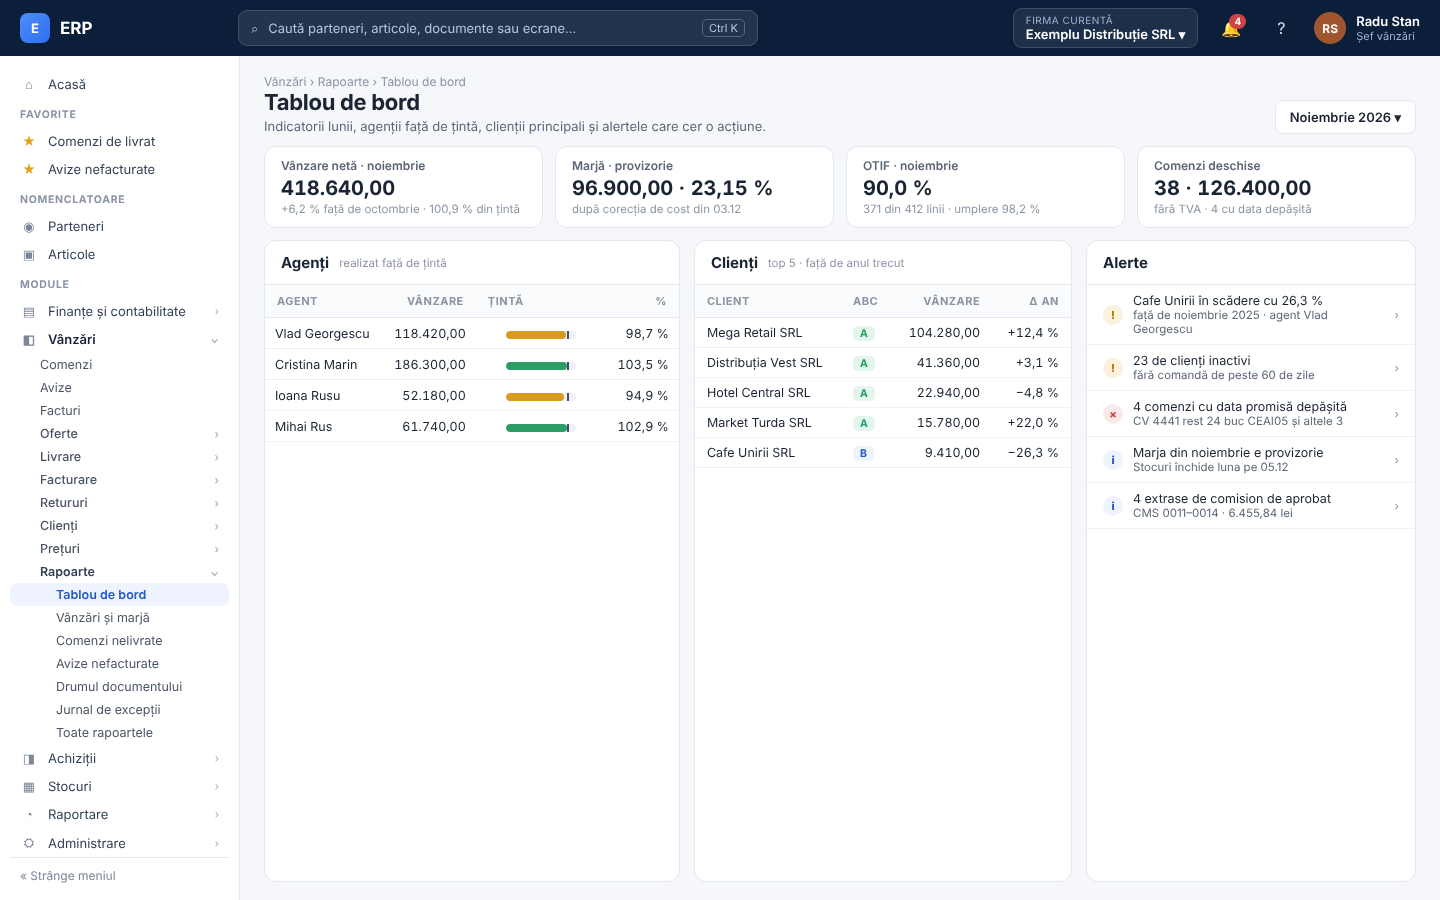 E ERP
Caută parteneri, articole, documente sau ecrane... Ctrl K
FIRMA CURENTĂ
Exemplu Distribuție SRL ▾
4
?
RS
Radu Stan
Șef vânzări
Acasă
FAVORITE
★ Comenzi de livrat
★ Avize nefacturate
NOMENCLATOARE
Parteneri
Articole
MODULE
Finanțe și contabilitate ›
Vânzări
Comenzi
Avize
Facturi
Oferte ›
Livrare ›
Facturare ›
Retururi ›
Clienți ›
Prețuri ›
Rapoarte
Tablou de bord
Vânzări și marjă
Comenzi nelivrate
Avize nefacturate
Drumul documentului
Jurnal de excepții
Toate rapoartele
Achiziții ›
Stocuri ›
Raportare ›
Administrare ›
« Strânge meniul
Vânzări › Rapoarte › Tablou de bord
Tablou de bord
Indicatorii lunii, agenții față de țintă, clienții principali și alertele care cer o acțiune.
Noiembrie 2026 ▾
Vânzare netă · noiembrie
418.640,00
+6,2 % față de octombrie · 100,9 % din țintă
Marjă · provizorie
96.900,00 · 23,15 %
după corecția de cost din 03.12
OTIF · noiembrie
90,0 %
371 din 412 linii · umplere 98,2 %
Comenzi deschise
38 · 126.400,00
fără TVA · 4 cu data depășită
Agenți realizat față de țintă
AGENT VÂNZARE ȚINTĂ %
Vlad Georgescu 118.420,00 98,7 %
Cristina Marin 186.300,00 103,5 %
Ioana Rusu 52.180,00 94,9 %
Mihai Rus 61.740,00 102,9 %
Clienți top 5 · față de anul trecut
CLIENT ABC VÂNZARE Δ AN
Mega Retail SRL A 104.280,00 +12,4 %
Distribuția Vest SRL A 41.360,00 +3,1 %
Hotel Central SRL A 22.940,00 −4,8 %
Market Turda SRL A 15.780,00 +22,0 %
Cafe Unirii SRL B 9.410,00 −26,3 %
Alerte
! Cafe Unirii în scădere cu 26,3 % ›
față de noiembrie 2025 · agent Vlad
Georgescu
! 23 de clienți inactivi ›
fără comandă de peste 60 de zile
× 4 comenzi cu data promisă depășită ›
CV 4441 rest 24 buc CEAI05 și altele 3
i Marja din noiembrie e provizorie ›
Stocuri închide luna pe 05.12
i 4 extrase de comision de aprobat ›
CMS 0011–0014 · 6.455,84 lei